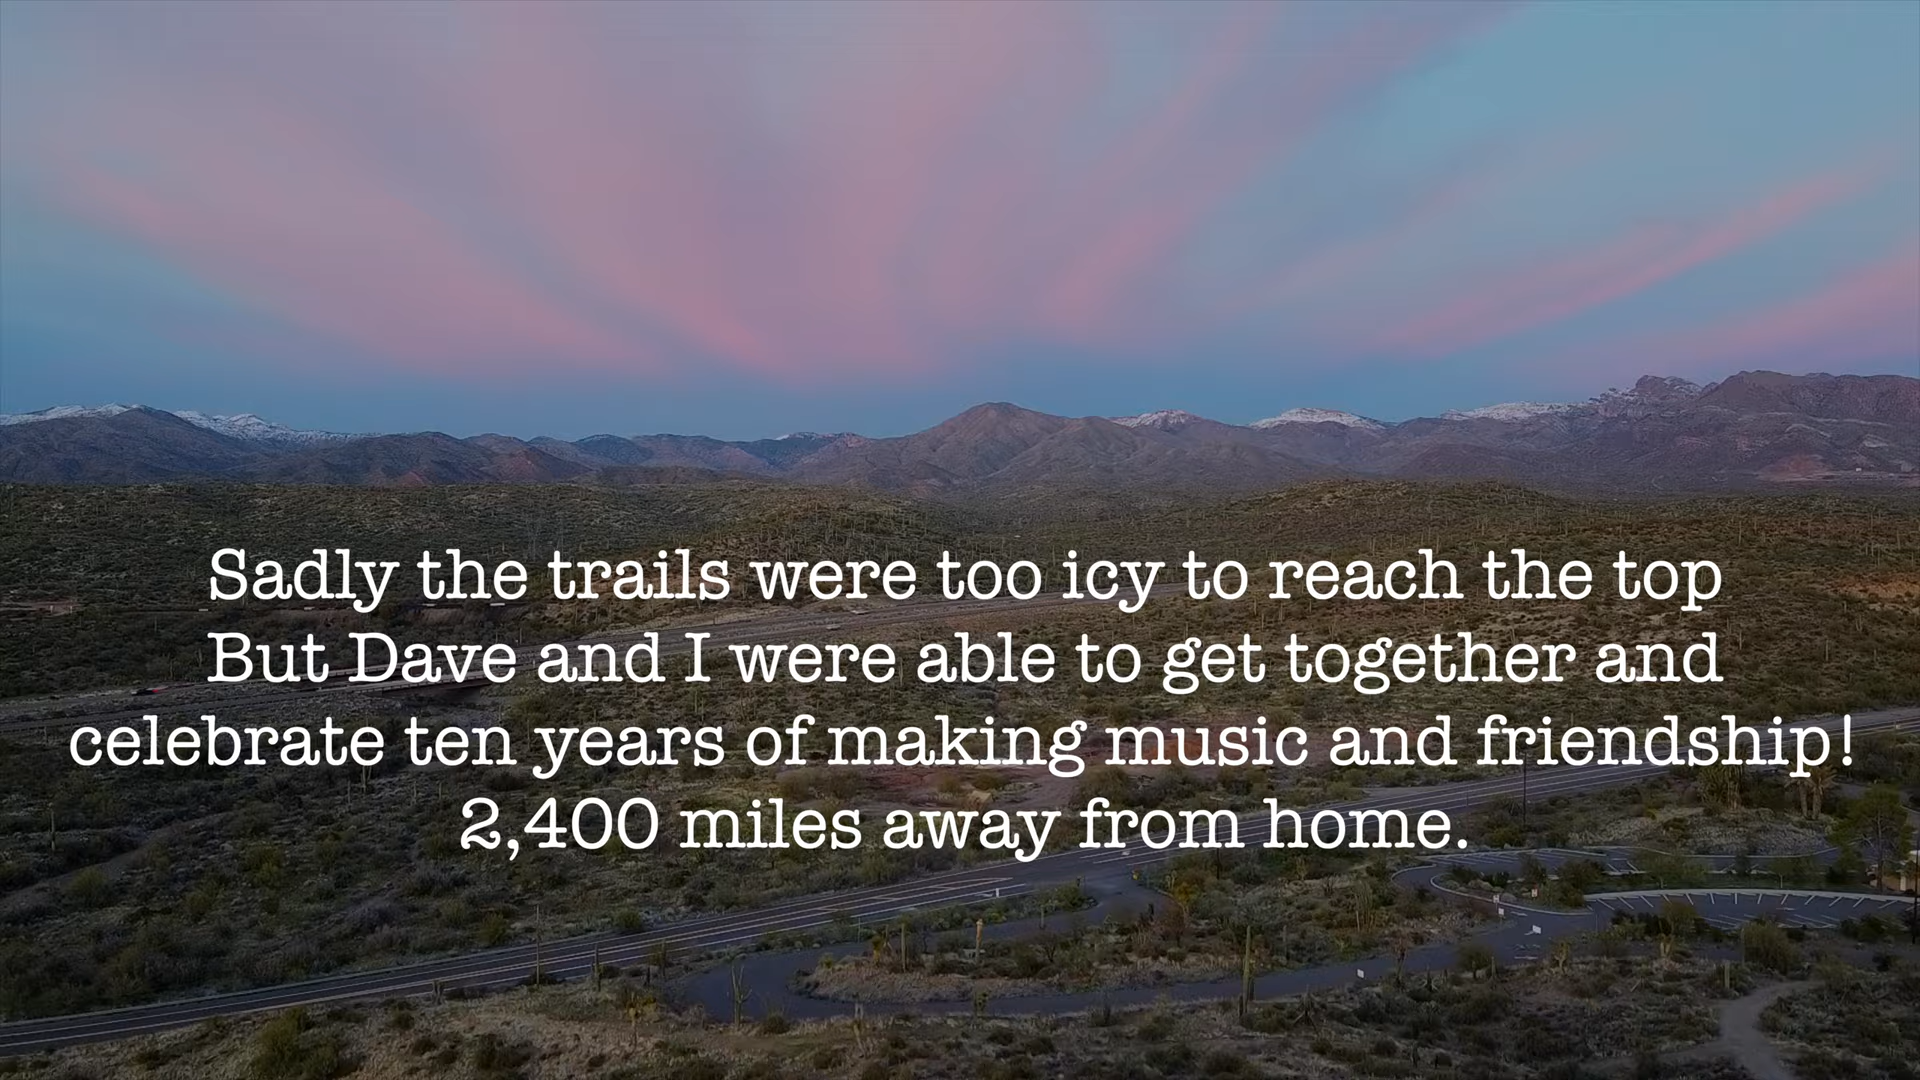 Sadly the trails were too icy to reach the top
But Dave and I were able to get together and
celebrate ten years of making music and friendship!
2,400 miles away from home.